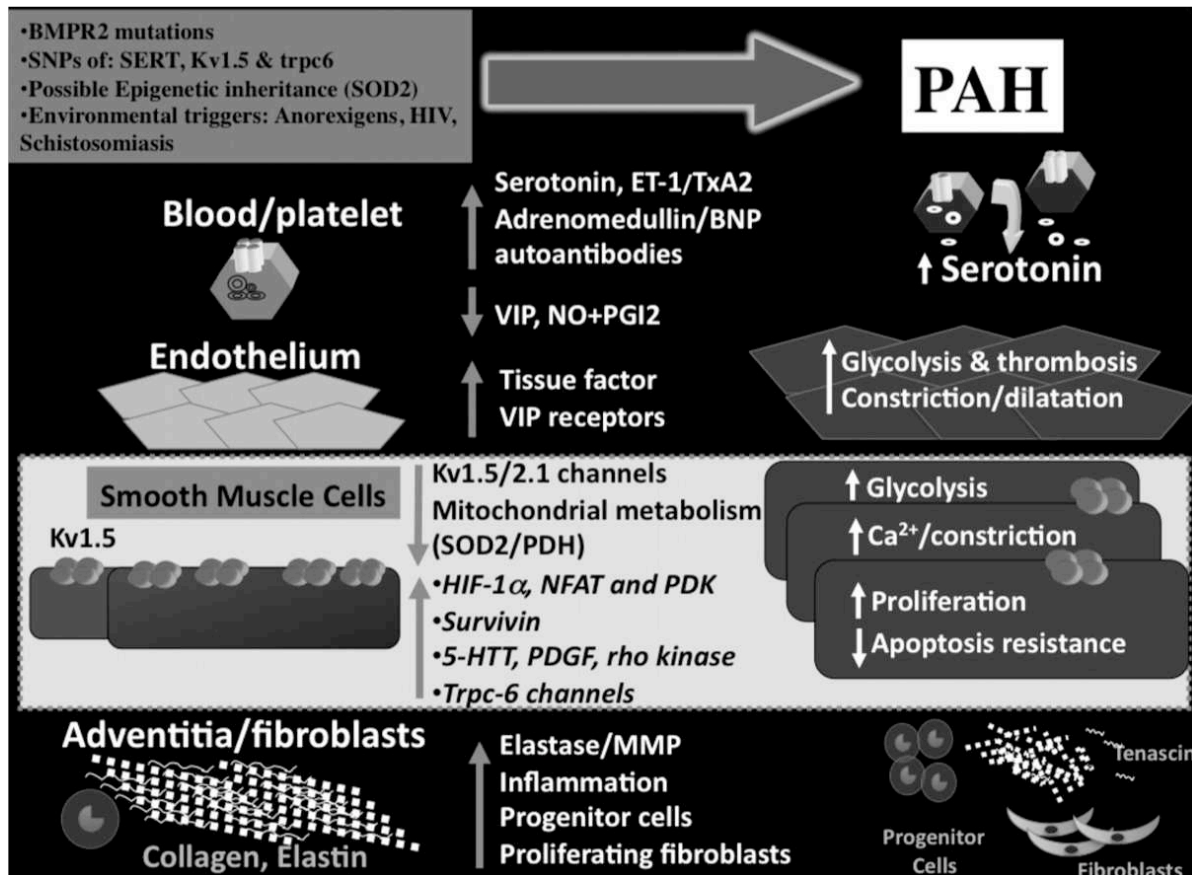 •BMPR2 mutations
•SNPs of: SERT, Kv1.5 & trpc6
•Possible Epigenetic inheritance (SOD2)
•Environmental triggers: Anorexigens, HIV,
Schistosomiasis
PAH
Blood/platelet
Serotonin, ET-1/TxA2
Adrenomedullin/BNP
autoantibodies
Serotonin
VIP, NO+PGI2
Endothelium
Tissue factor
VIP receptors
Glycolysis & thrombosis
Constriction/dilatation
Smooth Muscle Cells
Kv1.5
Kv1.5/2.1 channels
Mitochondrial metabolism
(SOD2/PDH)
•HIF-1α, NFAT and PDK
•Survivin
•5-HTT, PDGF, rho kinase
•Trpc-6 channels
Glycolysis
Ca²⁺/constriction
Proliferation
Apoptosis resistance
Adventitia/fibroblasts
Collagen, Elastin
Elastase/MMP
Inflammation
Progenitor cells
Proliferating fibroblasts
Tenascin
Progenitor
Cells
Fibroblasts